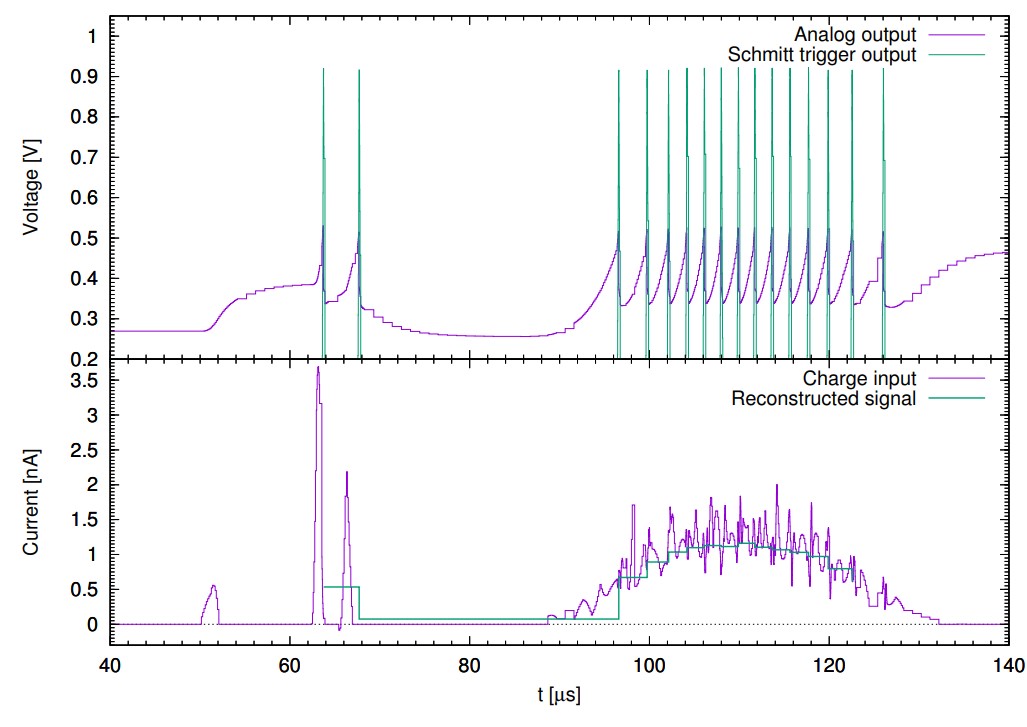 Voltage [V]
1
0.9
0.8
0.7
0.6
0.5
0.4
0.3
0.2
Analog output
Schmitt trigger output
Current [nA]
3.5
3
2.5
2
1.5
1
0.5
0
Charge input
Reconstructed signal
40 60 80 100 120 140
t [µs]